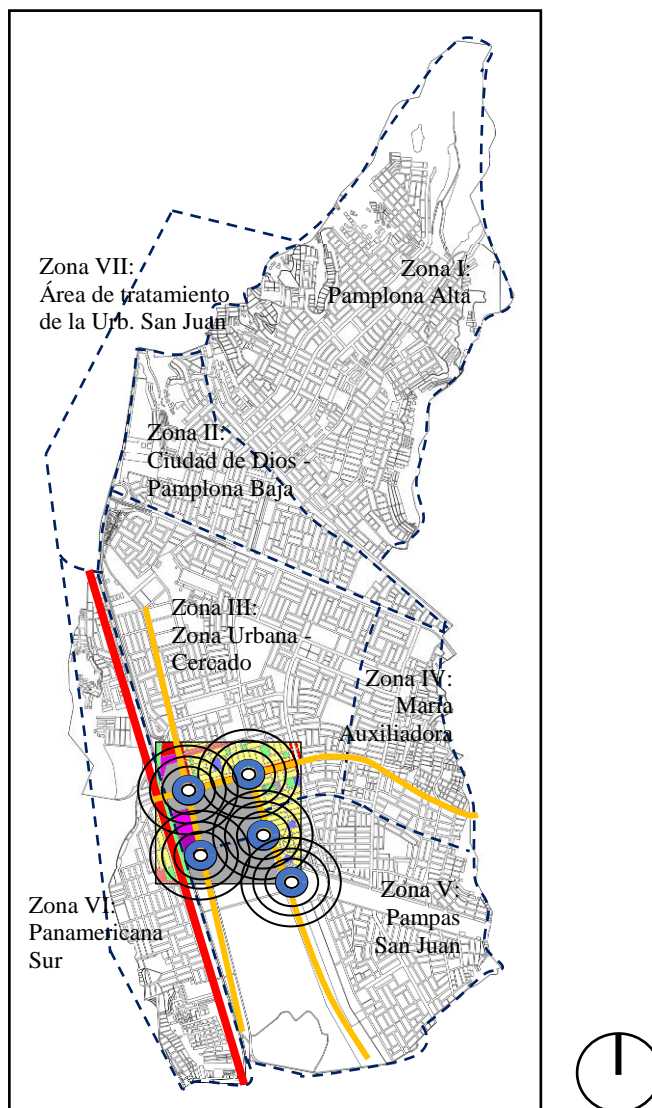 Zona VII:
Área de tratamiento
de la Urb. San Juan
Zona I:
Pamplona Alta
Zona II:
Ciudad de Dios -
Pamplona Baja
Zona III:
Zona Urbana -
Cercado
Zona IV:
María
Auxiliadora
Zona V:
Pampas
San Juan
Zona VI:
Panamericana
Sur